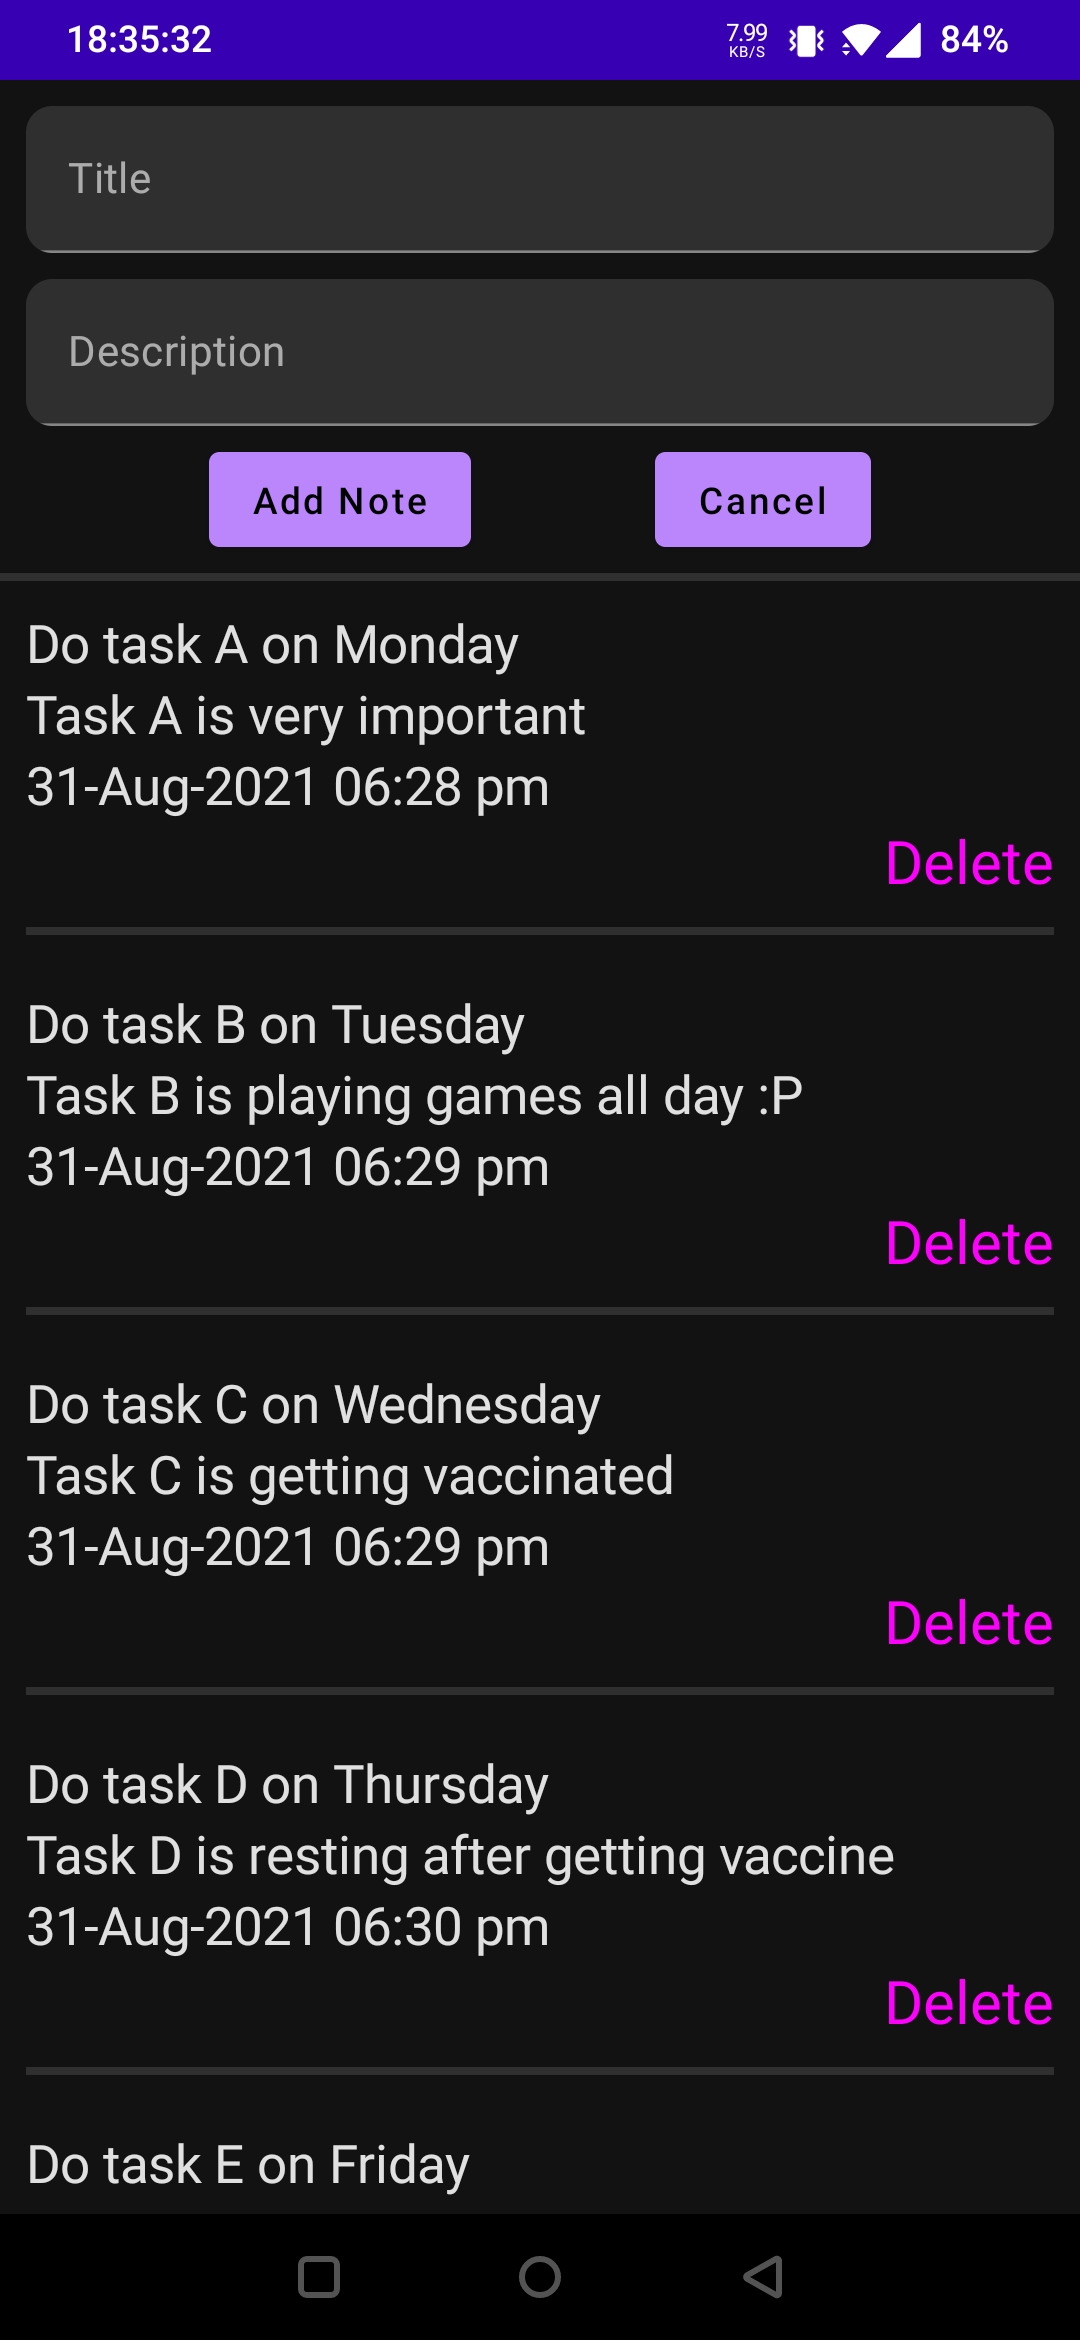 18:35:32
7.99
KB/S
84%
Title
Description
Add Note
Cancel
Do task A on Monday
Task A is very important
31-Aug-2021 06:28 pm
Delete
Do task B on Tuesday
Task B is playing games all day :P
31-Aug-2021 06:29 pm
Delete
Do task C on Wednesday
Task C is getting vaccinated
31-Aug-2021 06:29 pm
Delete
Do task D on Thursday
Task D is resting after getting vaccine
31-Aug-2021 06:30 pm
Delete
Do task E on Friday